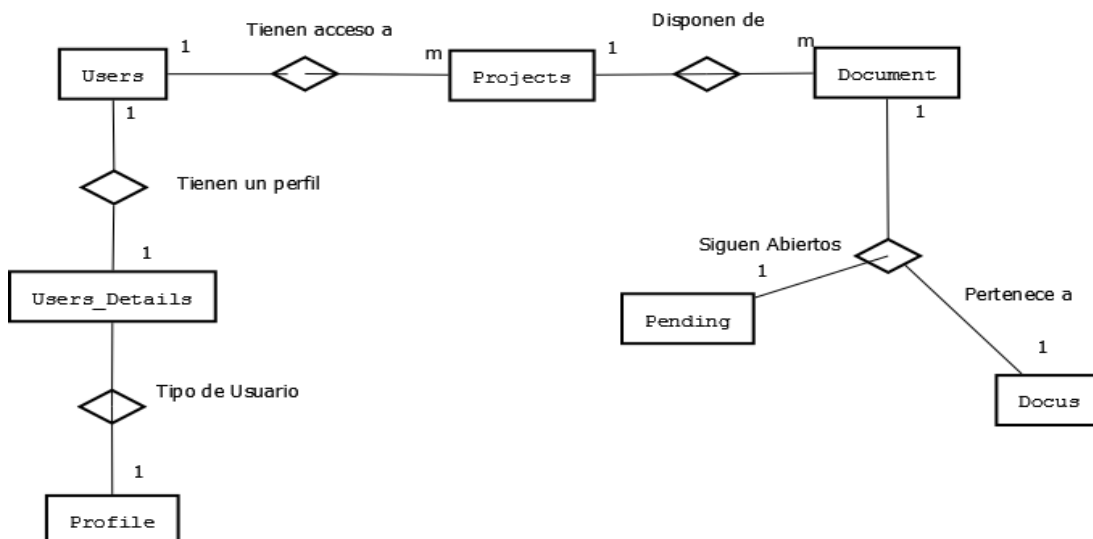 Tienen acceso a
Disponen de
1
m
1
m
Users
Projects
Document
1
1
Tienen un perfil
1
Siguen Abiertos
1
Pertenece a
Users_Details
Pending
1
Docus
Tipo de Usuario
1
Profile